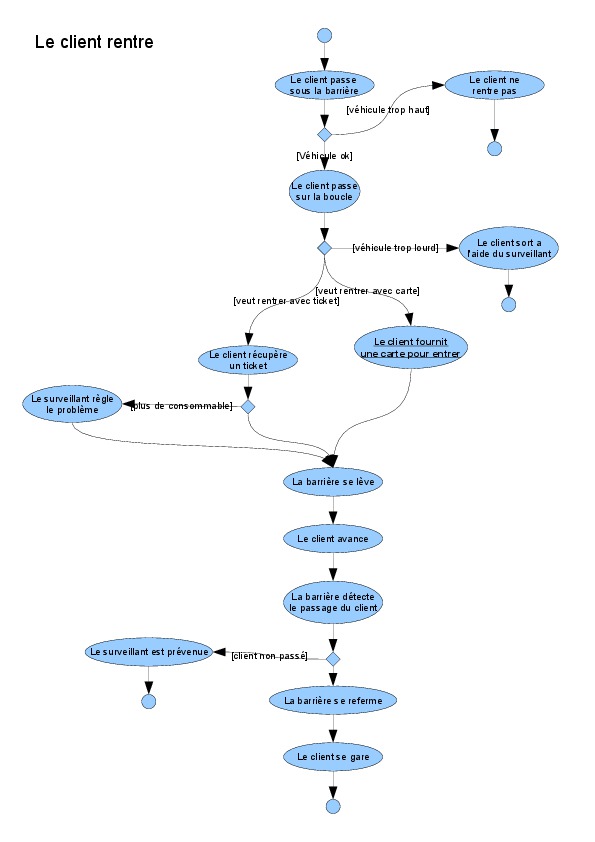 Le client rentre
Le client passe
sous la barrière
Le client ne
rentre pas
[véhicule trop haut]
[Véhicule ok]
Le client passe
sur la boucle
[véhicule trop lourd]
Le client sort a
l'aide du surveillant
[veut rentrer avec carte]
[veut rentrer avec ticket]
Le client fournit
une carte pour entrer
Le client récupère
un ticket
Le surveillant règle
le problème
[plus de consommable]
La barrière se lève
Le client avance
La barrière détecte
le passage du client
Le surveillant est prévenue
[client non passé]
La barrière se referme
Le client se gare